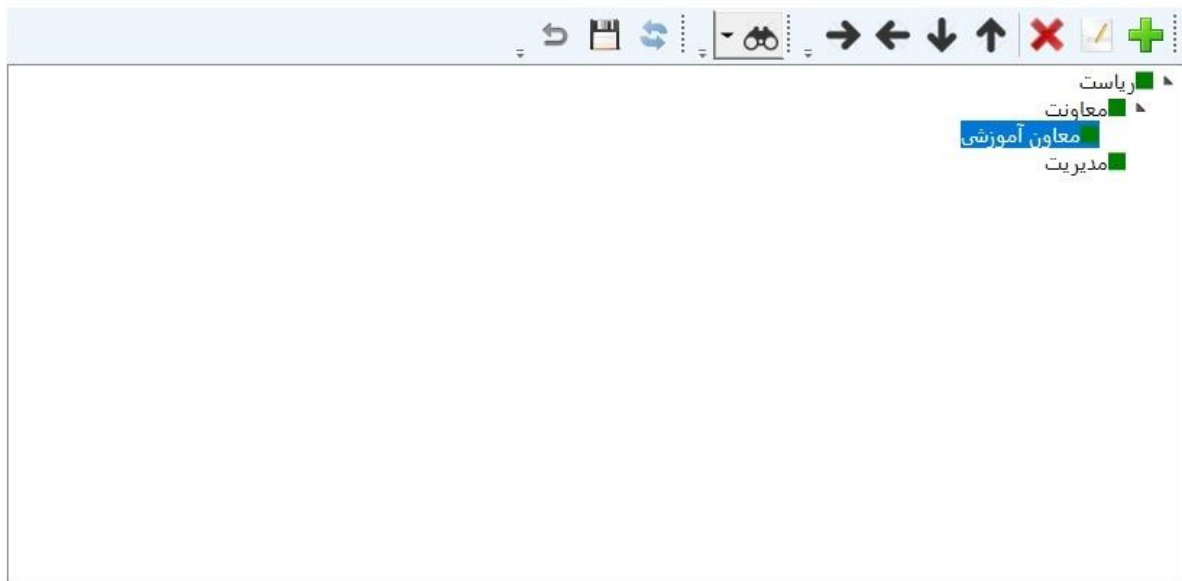 ریاست
معاونت
معاون آموزشی
مدیریت